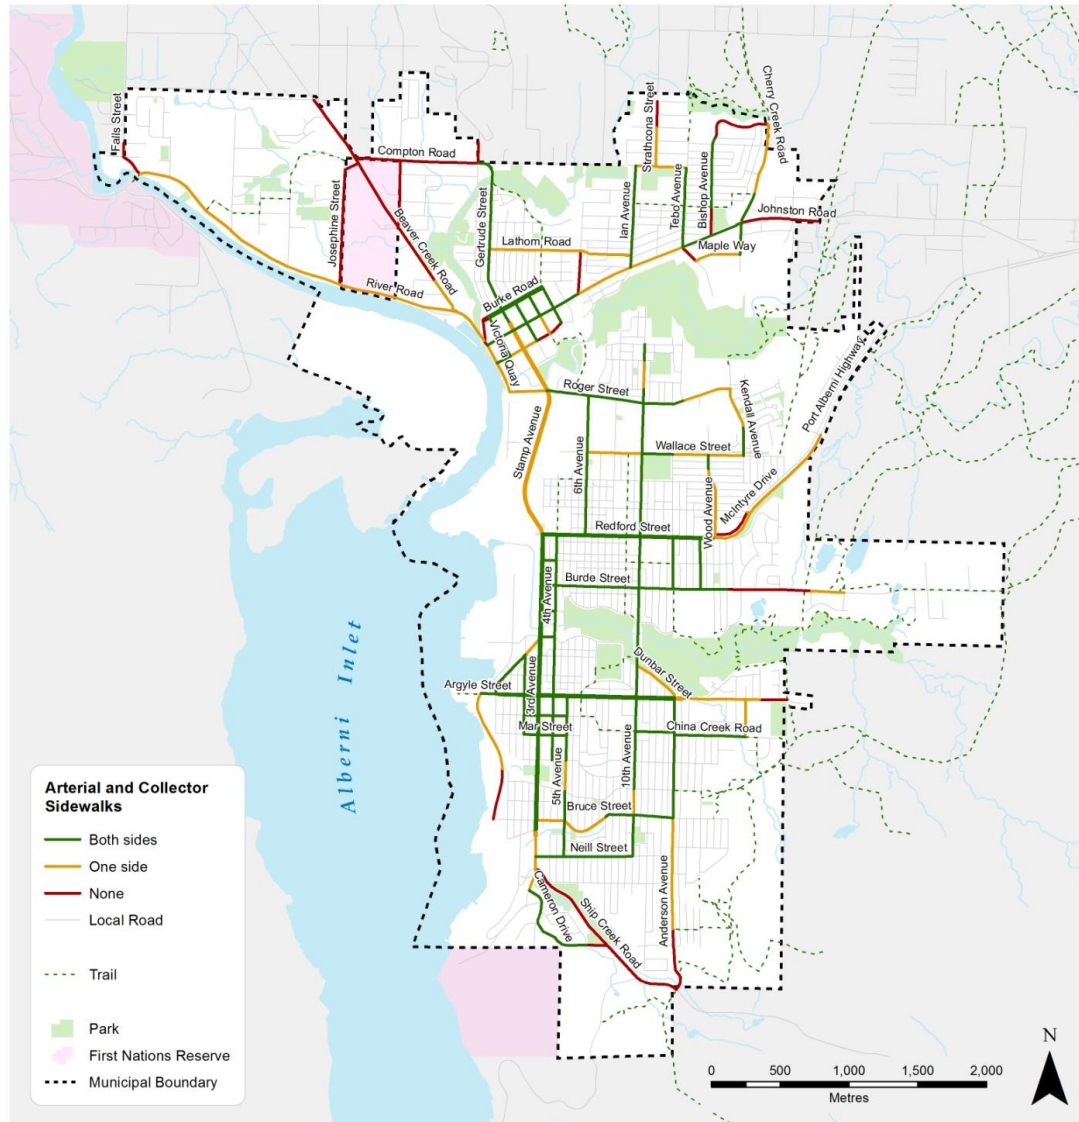 Falls Street
Compton Road
Josephine Street
Beaver Creek Road
River Road
Gertrude Street
Lathom Road
Burke Road
Victoria Quay
Ian Avenue
Strathcona Street
Tebo Avenue
Bishop Avenue
Cherry Creek Road
Johnston Road
Maple Way
Port Alberni Highway
Roger Street
Kendall Avenue
Stamp Avenue
6th Avenue
Wallace Street
Wood Avenue
McIntyre Drive
Redford Street
Burde Street
4th Avenue
Dunbar Street
Argyle Street
3rd Avenue
Mar Street
China Creek Road
10th Avenue
5th Avenue
Bruce Street
Neill Street
Cameron Drive
Ship Creek Road
Anderson Avenue
Alberni Inlet
Arterial and Collector
Sidewalks
Both sides
One side
None
Local Road
Trail
Park
First Nations Reserve
Municipal Boundary
N
0 500 1,000 1,500 2,000
Metres